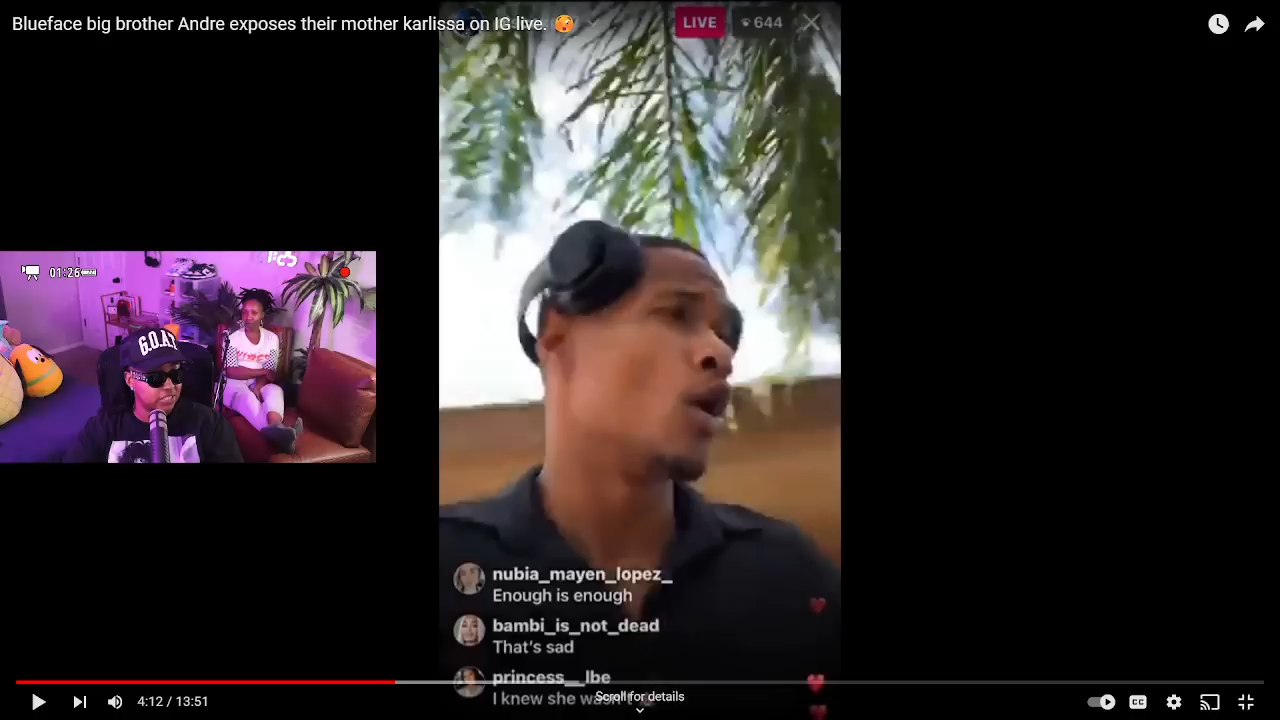 Blueface big brother Andre exposes their mother karlissa on IG live.
LIVE
644
01:26
G.O.A.T
nubia_mayen_lopez_
Enough is enough
bambi_is_not_dead
That's sad
princess__lbe
I knew she
Scroll for details
4:12 / 13:51
CC